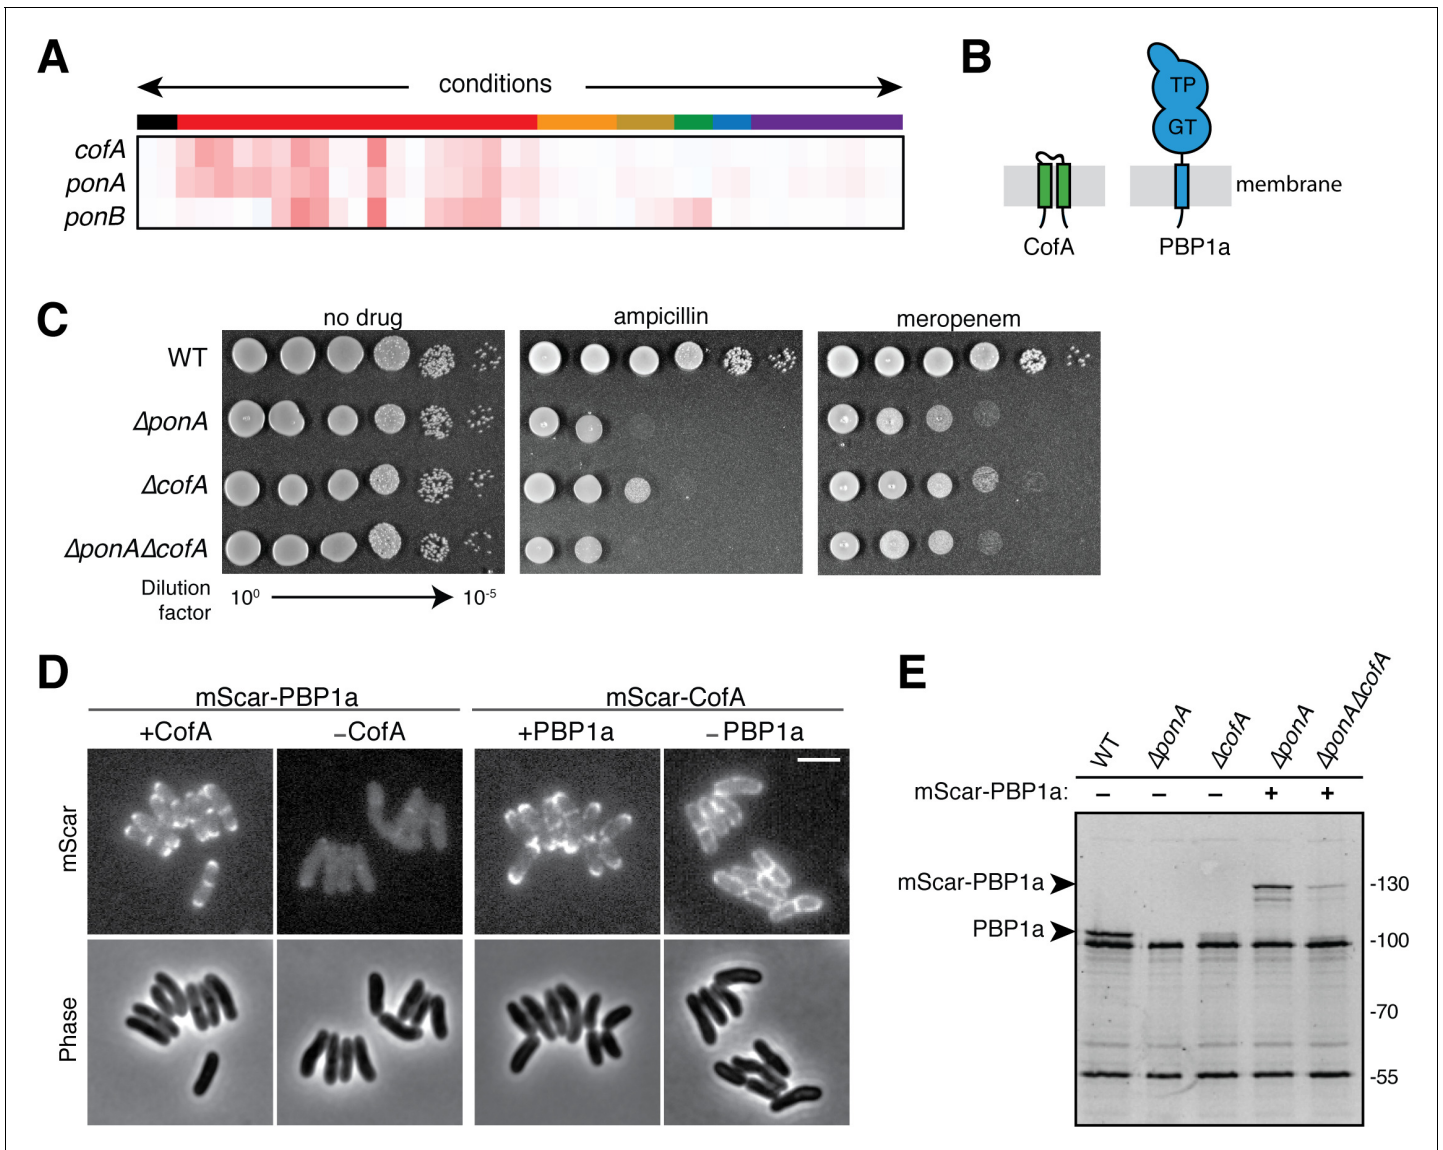 A
conditions
cofA
ponA
ponB
B
TP
GT
membrane
CofA
PBP1a
C
no drug
ampicillin
meropenem
WT
ΔponA
ΔcofA
ΔponAΔcofA
Dilution
factor
10⁰
10⁻⁵
D
mScar-PBP1a
mScar-CofA
+CofA
–CofA
+PBP1a
–PBP1a
mScar
Phase
E
WT
ΔponA
ΔcofA
ΔponA
ΔponAΔcofA
mScar-PBP1a: – – – + +
mScar-PBP1a
-130
PBP1a
-100
-70
-55